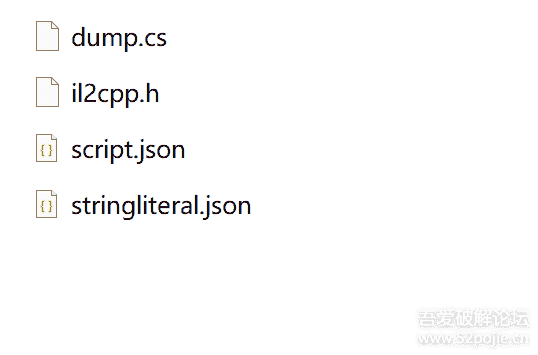 dump.cs
il2cpp.h
{ } script.json
{ } stringliteral.json
吾爱破解论坛
www.52pojie.cn